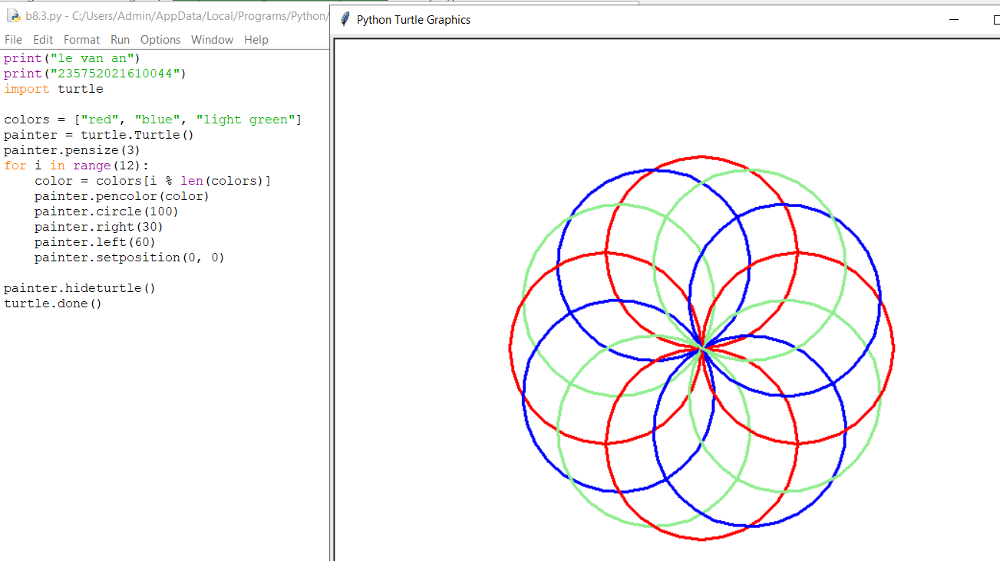 b8.3.py - C:/Users/Admin/AppData/Local/Programs/Python/
File Edit Format Run Options Window Help
print("le van an")
print("235752021610044")
import turtle
colors = ["red", "blue", "light green"]
painter = turtle.Turtle()
painter.pensize(3)
for i in range(12):
    color = colors[i % len(colors)]
    painter.pencolor(color)
    painter.circle(100)
    painter.right(30)
    painter.left(60)
    painter.setposition(0, 0)
painter.hideturtle()
turtle.done()
Python Turtle Graphics